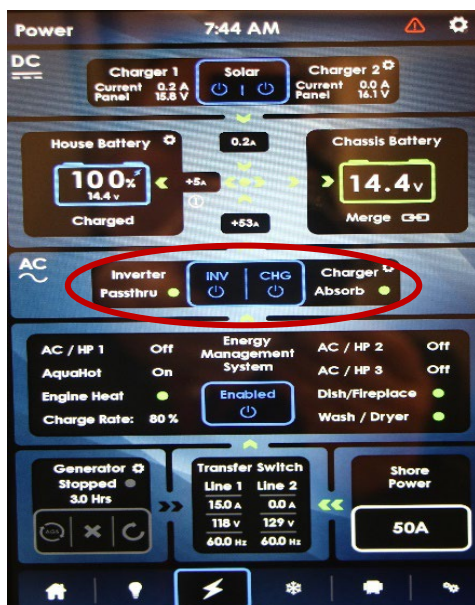 Power 7:44 AM
DC
Charger 1 Solar Charger 2
Current 0.2 A Current 0.0 A
Panel 15.8 V Panel 16.1 V
House Battery 0.2A Chassis Battery
100% +5A 14.4v
14.4 v
Charged +53A Merge
AC
Inverter INV CHG Charger
Passthru Absorb
AC / HP 1 Off Energy Management System AC / HP 2 Off
AquaHot On AC / HP 3 Off
Engine Heat Enabled Dish/Fireplace
Charge Rate: 80 % Wash / Dryer
Generator Transfer Switch Shore Power
Stopped Line 1 Line 2
3.0 Hrs 15.0 A 0.0 A
118 v 129 v 50A
60.0 Hz 60.0 Hz